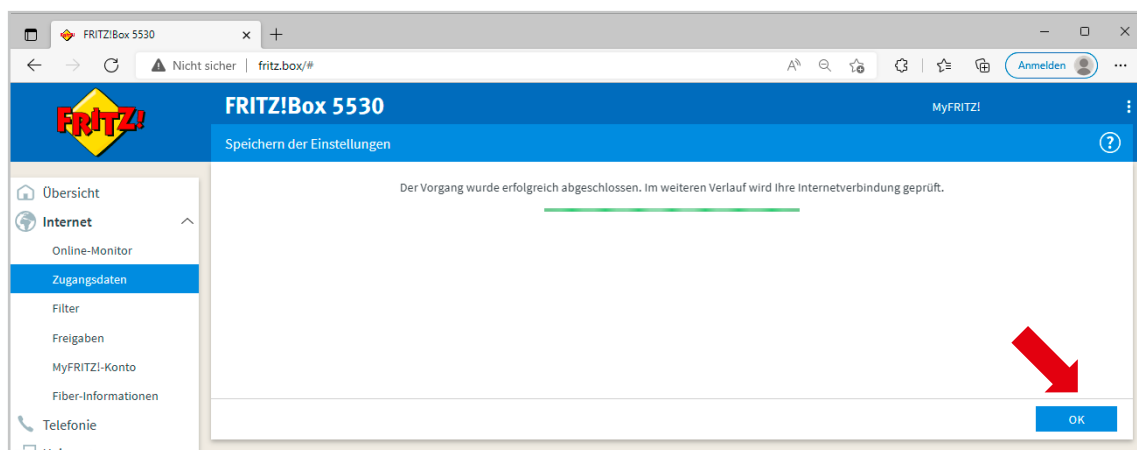 FRITZ!Box 5530
Nicht sicher | fritz.box/#
Anmelden
FRITZ!
FRITZ!Box 5530
MyFRITZ!
Speichern der Einstellungen
?
Der Vorgang wurde erfolgreich abgeschlossen. Im weiteren Verlauf wird Ihre Internetverbindung geprüft.
Übersicht
Internet
Online-Monitor
Zugangsdaten
Filter
Freigaben
MyFRITZ!-Konto
Fiber-Informationen
Telefonie
OK